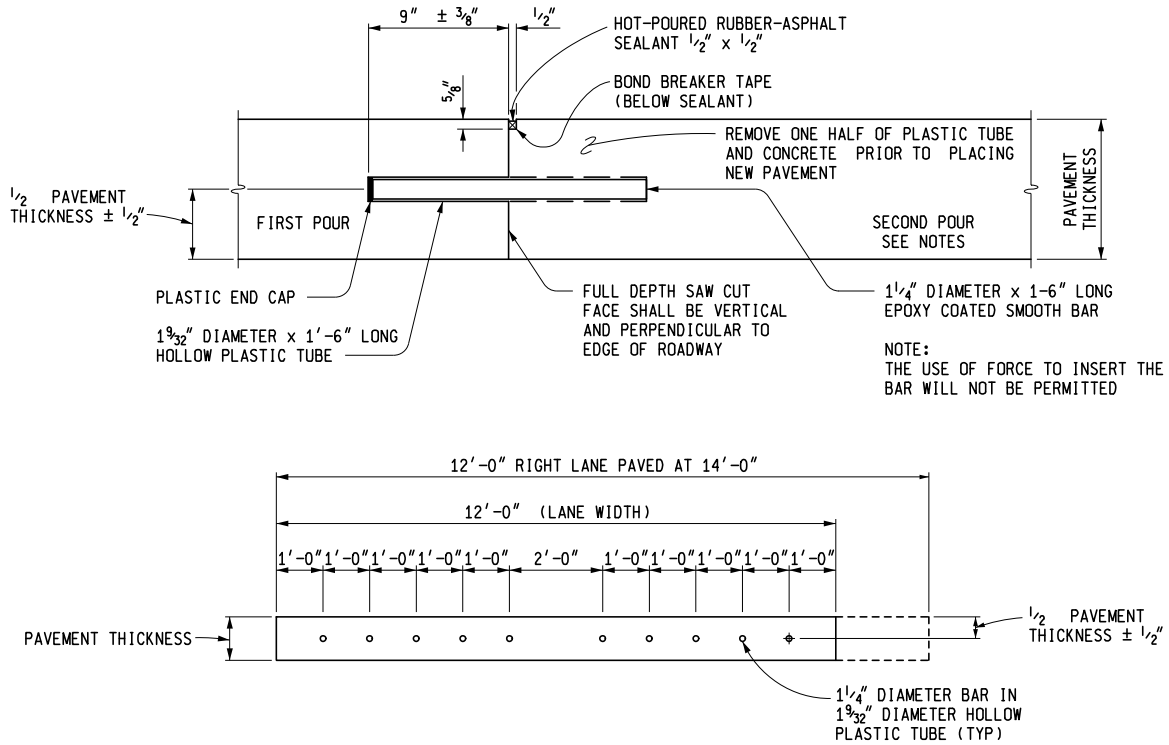 9" ± 3/8"
1/2"
HOT-POURED RUBBER-ASPHALT
SEALANT 1/2" x 1/2"
5/8"
BOND BREAKER TAPE
(BELOW SEALANT)
REMOVE ONE HALF OF PLASTIC TUBE
AND CONCRETE PRIOR TO PLACING
NEW PAVEMENT
1/2 PAVEMENT
THICKNESS ± 1/2"
FIRST POUR
SECOND POUR
SEE NOTES
PAVEMENT
THICKNESS
PLASTIC END CAP
1 9/32" DIAMETER x 1'-6" LONG
HOLLOW PLASTIC TUBE
FULL DEPTH SAW CUT
FACE SHALL BE VERTICAL
AND PERPENDICULAR TO
EDGE OF ROADWAY
1 1/4" DIAMETER x 1-6" LONG
EPOXY COATED SMOOTH BAR
NOTE:
THE USE OF FORCE TO INSERT THE
BAR WILL NOT BE PERMITTED
12'-0" RIGHT LANE PAVED AT 14'-0"
12'-0" (LANE WIDTH)
1'-0" 1'-0" 1'-0" 1'-0" 1'-0" 2'-0" 1'-0" 1'-0" 1'-0" 1'-0" 1'-0"
PAVEMENT THICKNESS
1/2 PAVEMENT
THICKNESS ± 1/2"
1 1/4" DIAMETER BAR IN
1 9/32" DIAMETER HOLLOW
PLASTIC TUBE (TYP)